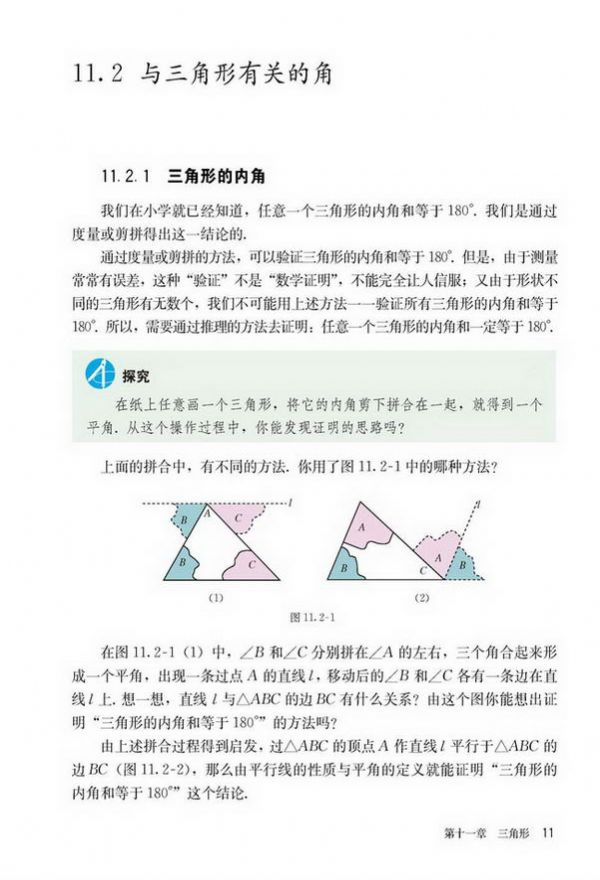 11.2 与三角形有关的角
11.2.1 三角形的内角
我们在小学就已经知道，任意一个三角形的内角和等于 180°. 我们是通过
度量或剪拼得出这一结论的.
通过度量或剪拼的方法，可以验证三角形的内角和等于 180°. 但是，由于测量
常常有误差，这种“验证”不是“数学证明”，不能完全让人信服；又由于形状不
同的三角形有无数个，我们不可能用上述方法一一验证所有三角形的内角和等于
180°. 所以，需要通过推理的方法去证明：任意一个三角形的内角和一定等于 180°.
探究
在纸上任意画一个三角形，将它的内角剪下拼合在一起，就得到一个
平角. 从这个操作过程中，你能发现证明的思路吗？
上面的拼合中，有不同的方法. 你用了图 11.2-1 中的哪种方法？
B A C l
B C
A l
B C A B
(1) (2)
图 11.2-1
在图 11.2-1 (1) 中，∠B 和∠C 分别拼在∠A 的左右，三个角合起来形
成一个平角，出现一条过点 A 的直线 l，移动后的∠B 和∠C 各有一条边在直
线 l 上. 想一想，直线 l 与△ABC 的边 BC 有什么关系？由这个图你能想出证
明“三角形的内角和等于 180°”的方法吗？
由上述拼合过程得到启发，过△ABC 的顶点 A 作直线 l 平行于△ABC 的
边 BC（图 11.2-2），那么由平行线的性质与平角的定义就能证明“三角形的
内角和等于 180°”这个结论.
第十一章 三角形 11